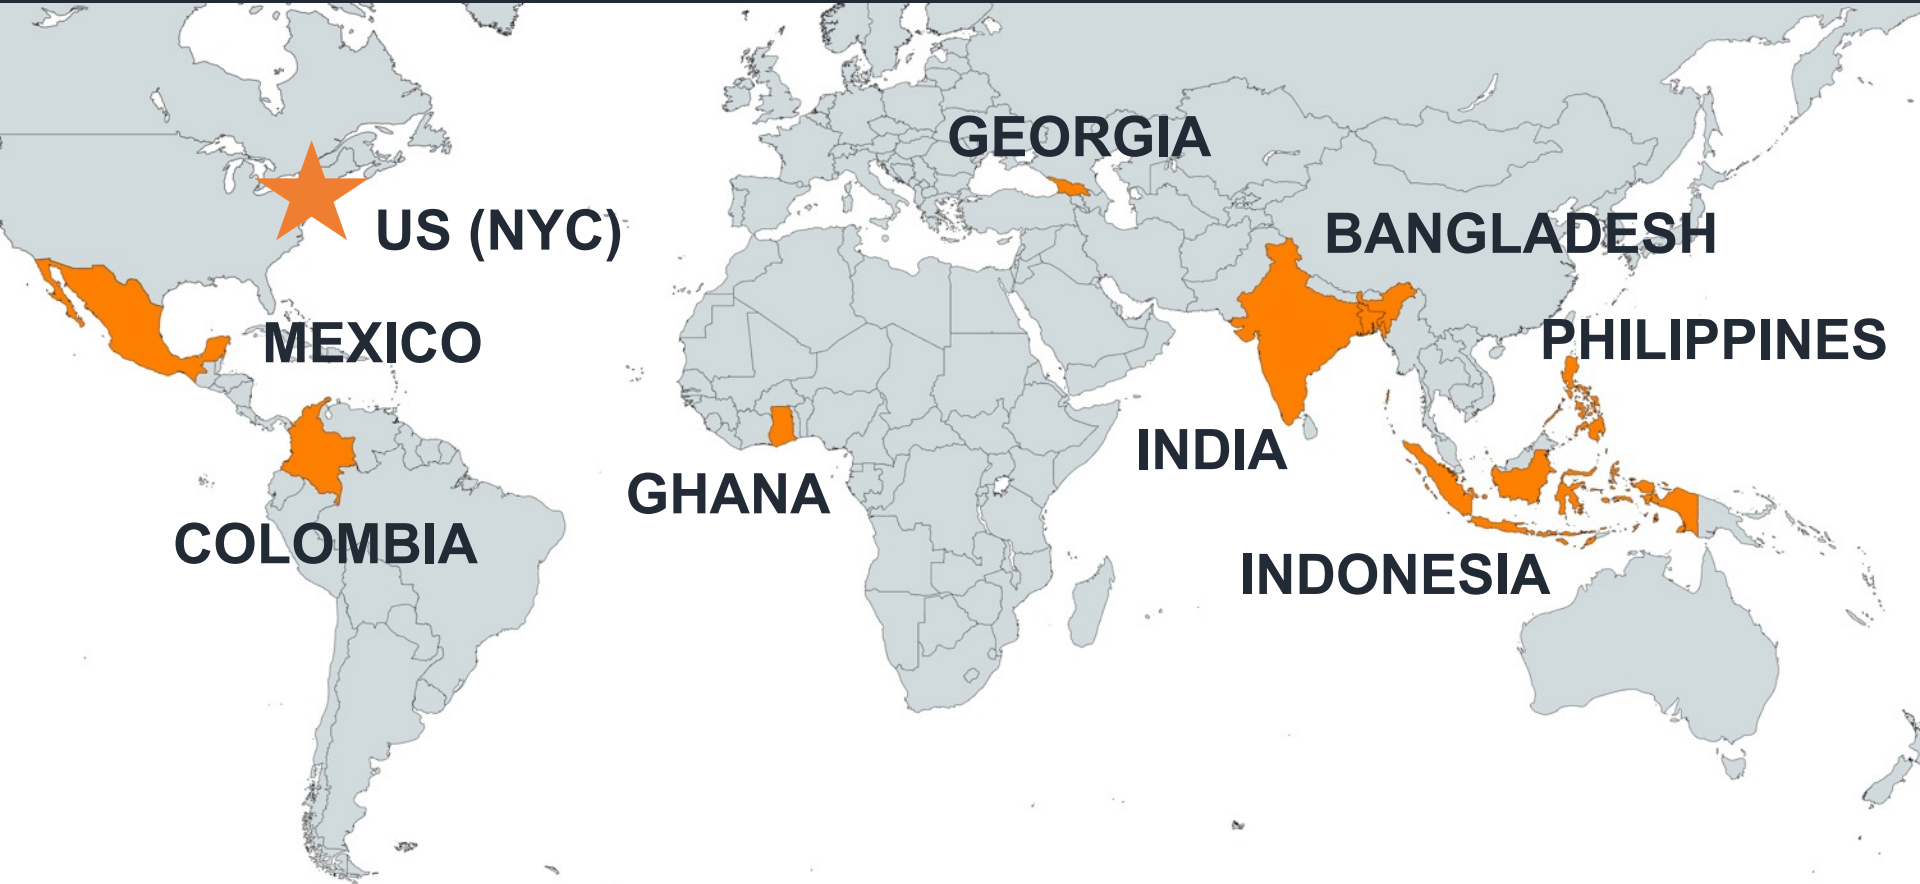 GEORGIA
US (NYC)
BANGLADESH
MEXICO
PHILIPPINES
INDIA
GHANA
COLOMBIA
INDONESIA